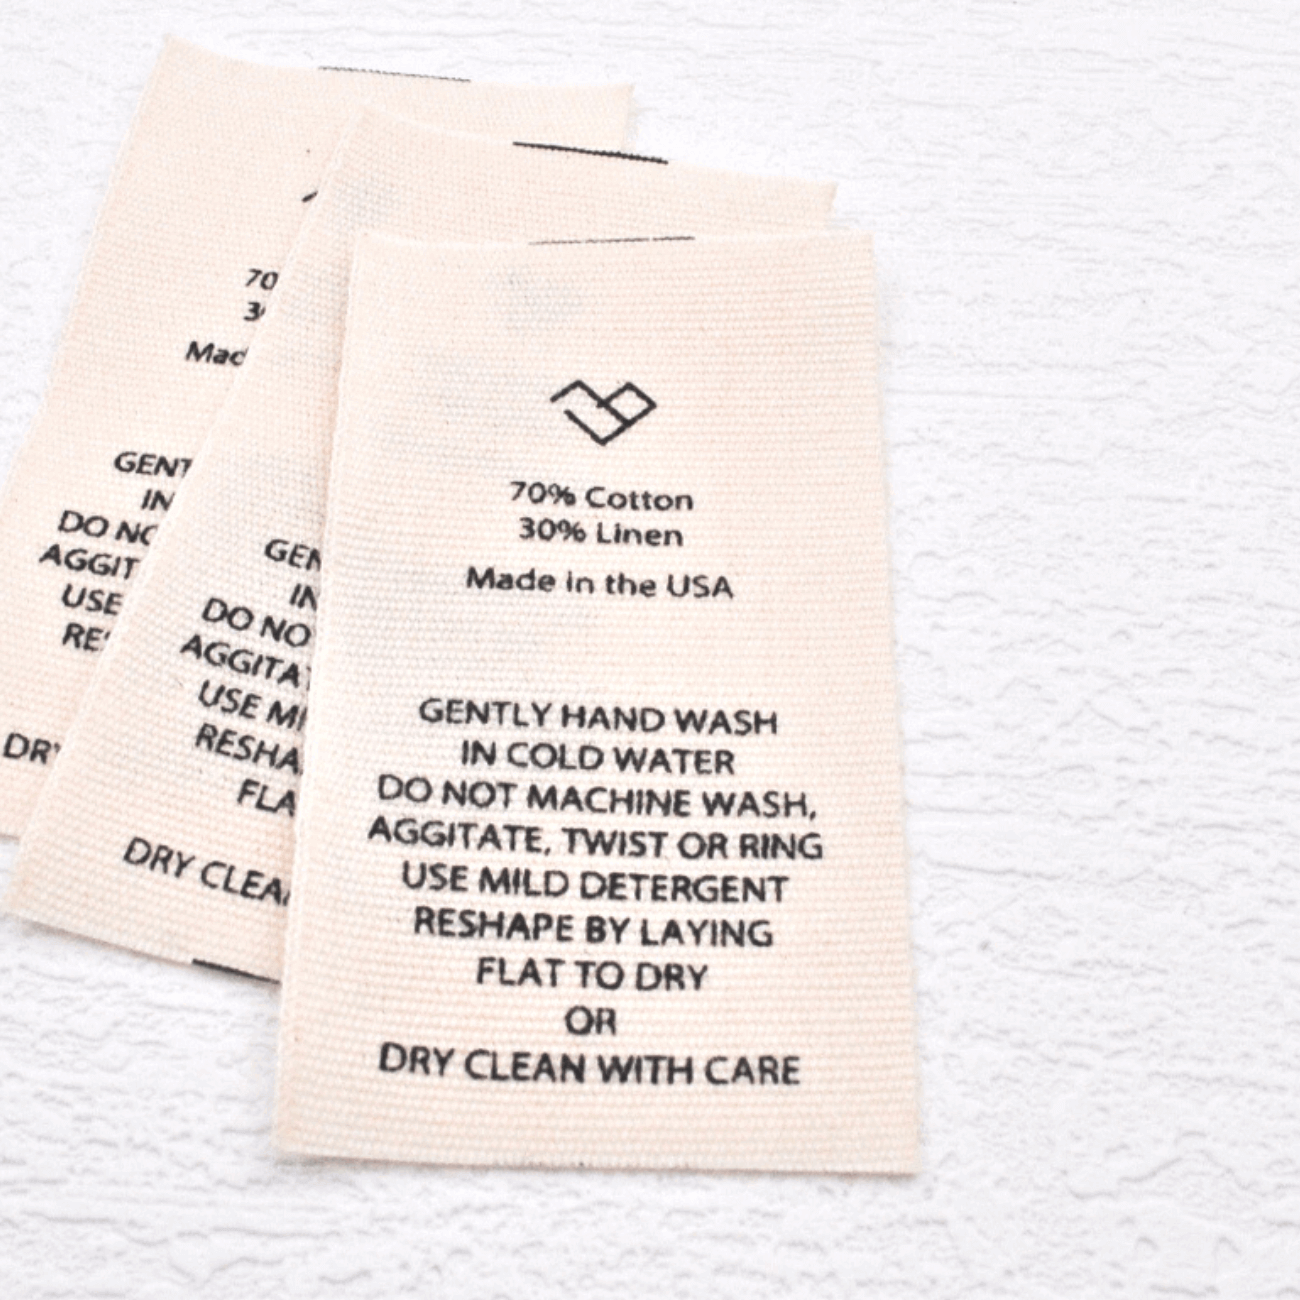 70% Cotton
30% Linen
Made in the USA
GENTLY HAND WASH
IN COLD WATER
DO NOT MACHINE WASH,
AGGITATE, TWIST OR RING
USE MILD DETERGENT
RESHAPE BY LAYING
FLAT TO DRY
OR
DRY CLEAN WITH CARE